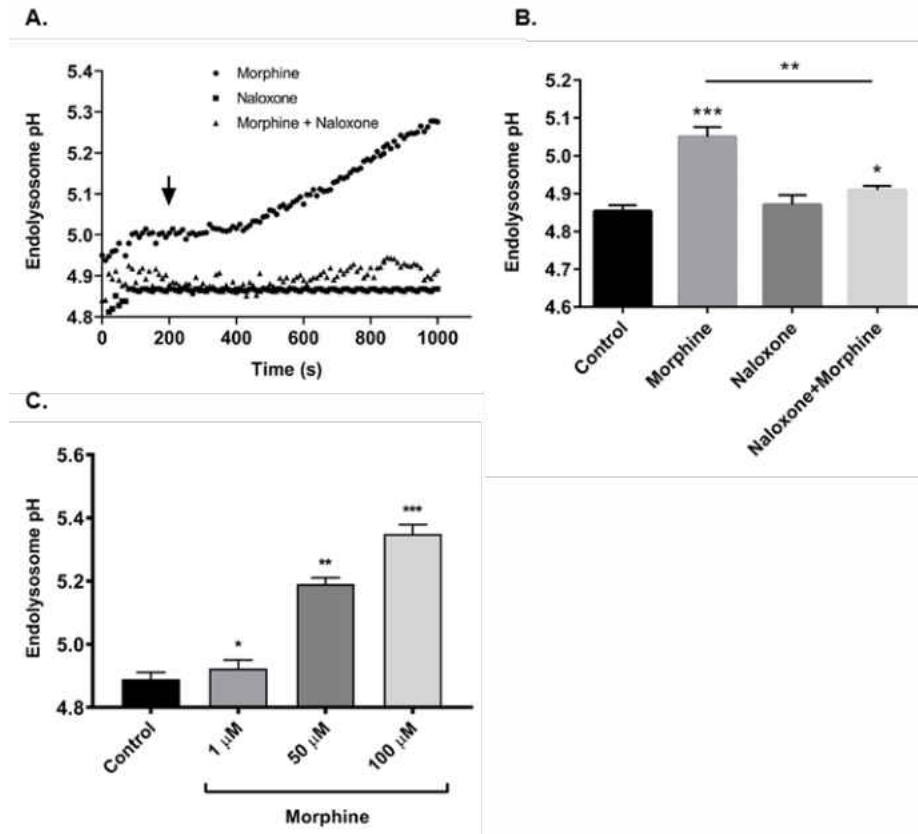 A.
Endolysosome pH
5.4
5.3
5.2
5.1
5.0
4.9
4.8
Morphine
Naloxone
Morphine + Naloxone
0
200
400
600
800
1000
Time (s)
B.
Endolysosome pH
5.2
5.1
5.0
4.9
4.8
4.7
4.6
**
***
*
Control
Morphine
Naloxone
Naloxone+Morphine
C.
Endolysosome pH
5.6
5.4
5.2
5.0
4.8
*
**
***
Control
1 μM
50 μM
100 μM
Morphine